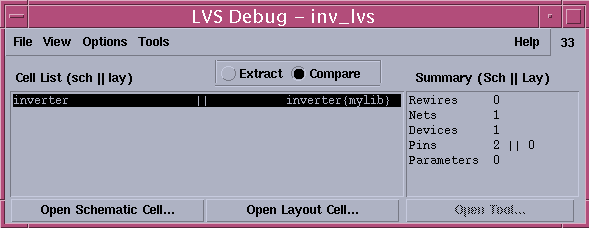 LVS Debug - inv_lvs
File View Options Tools Help 33
Cell List (sch || lay)
Extract Compare
Summary (Sch || Lay)
inverter || inverter{mylib}
Rewires 0
Nets 1
Devices 1
Pins 2 || 0
Parameters 0
Open Schematic Cell... Open Layout Cell... Open Tool...